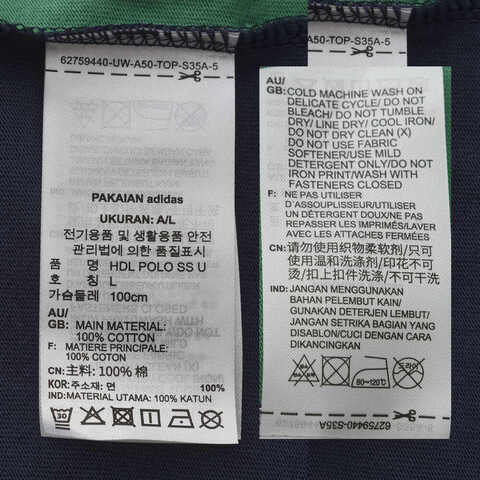 62759440-UW-A50-TOP-S35A-5
PAKAIAN adidas
UKURAN: A/L
전기용품 및 생활용품 안전
관리법에 의한 품질표시
품 명 HDL POLO SS U
호 칭 L
가슴둘레 100cm
AU/
GB: MAIN MATERIAL:
100% COTTON
F: MATIERE PRINCIPALE:
100% COTON
CN: 主料: 100% 棉
KOR: 주소재: 면 100%
IND: MATERIAL UTAMA: 100% KATUN
30
A50-TOP-S35A-5
AU/
GB: COLD MACHINE WASH ON
DELICATE CYCLE/ DO NOT
BLEACH/ DO NOT TUMBLE
DRY/ LINE DRY/ COOL IRON/
DO NOT DRY CLEAN (X)
DO NOT USE FABRIC
SOFTENER/ USE MILD
DETERGENT ONLY/DO NOT
IRON PRINT/WASH WITH
FASTENERS CLOSED
F: NE PAS UTILISER
D'ASSOUPLISSEUR/UTILISER
UN DÉTERGENT DOUX/NE PAS
REPASSER LES IMPRIMÉS/LAVER
AVEC LES ATTACHES FERMÉES
CN: 请勿使用织物柔软剂/只可
使用温和洗涤剂/印花不可
烫/扣上扣件洗涤/不可干
洗
IND: JANGAN MENGGUNAKAN
BAHAN PELEMBUT KAIN/
GUNAKAN DETERJEN LEMBUT/
JANGAN SETRIKA BAGIAN YANG
DISABLON/CUCI DENGAN
DIKANCINGKAN
80~120℃
드라이
62759440-S35A